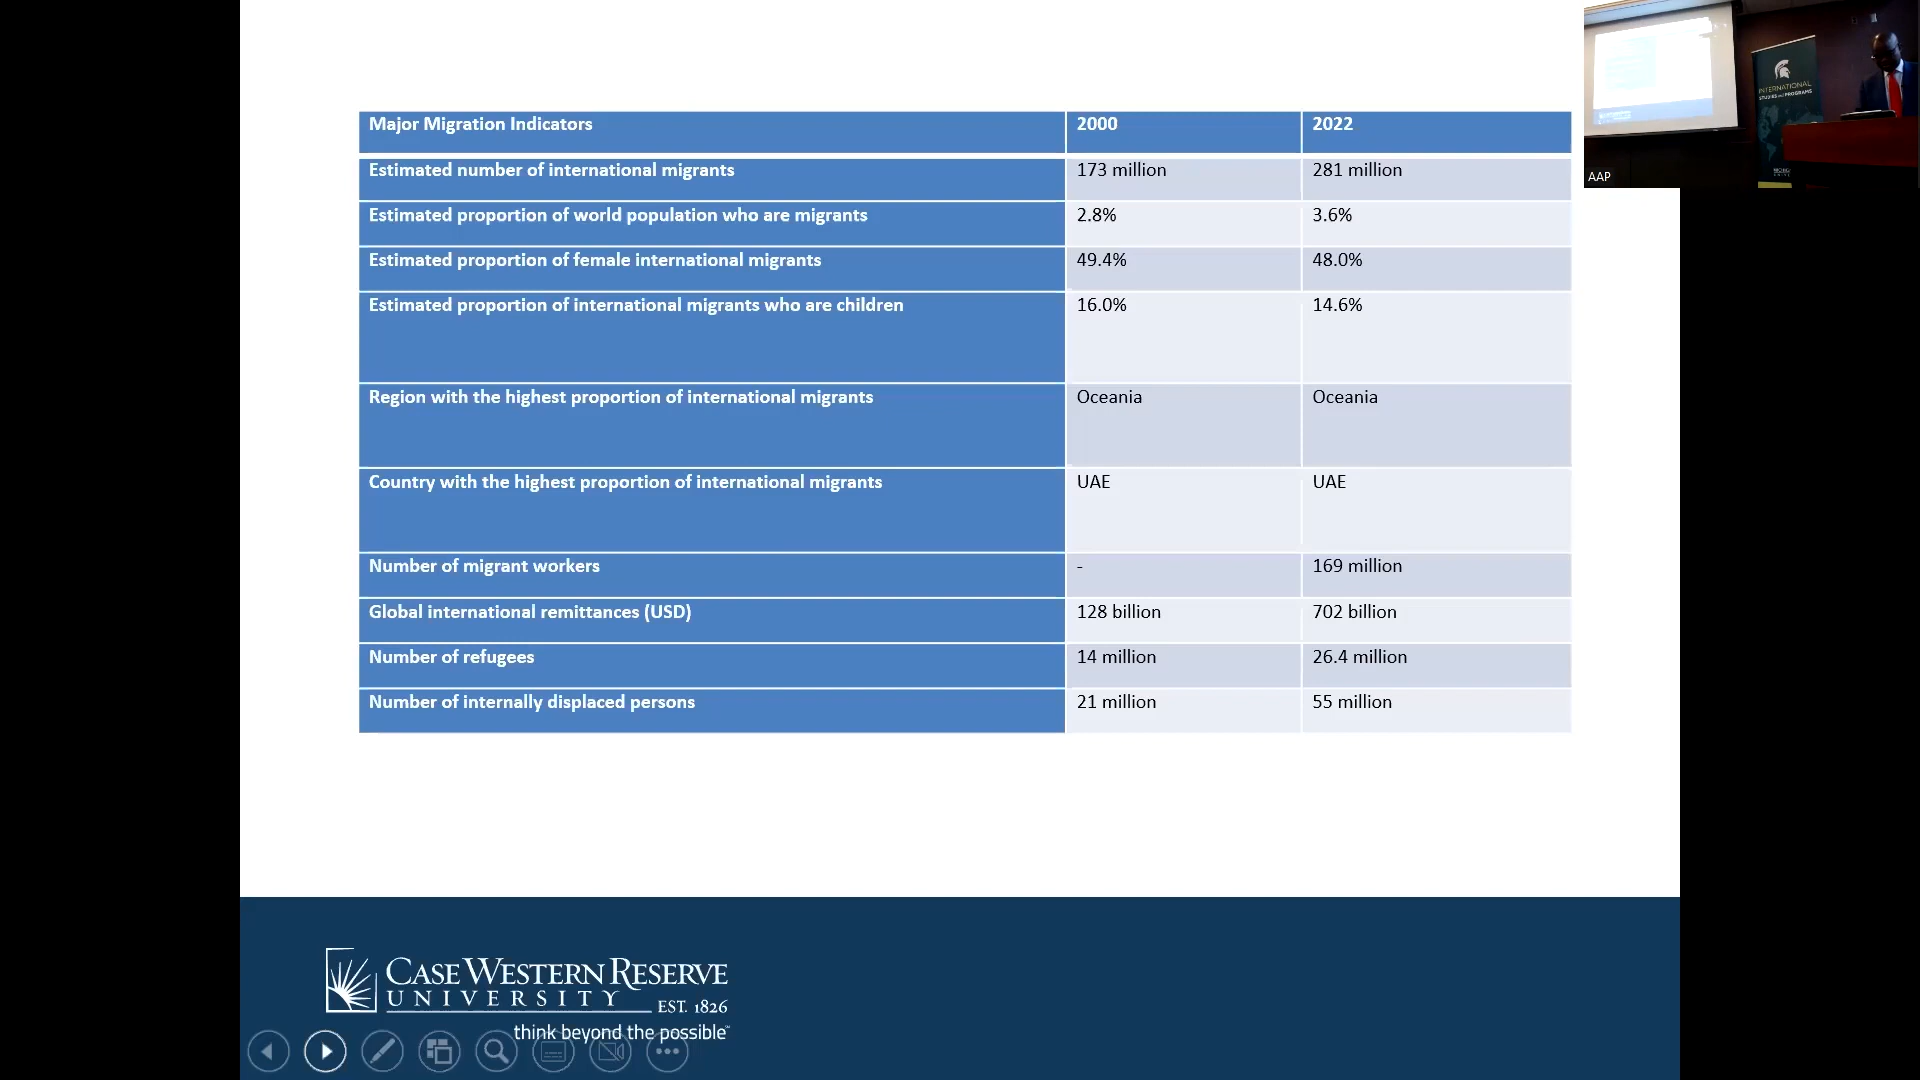 Major Migration Indicators 2000 2022
Estimated number of international migrants 173 million 281 million
Estimated proportion of world population who are migrants 2.8% 3.6%
Estimated proportion of female international migrants 49.4% 48.0%
Estimated proportion of international migrants who are children 16.0% 14.6%
Region with the highest proportion of international migrants Oceania Oceania
Country with the highest proportion of international migrants UAE UAE
Number of migrant workers - 169 million
Global international remittances (USD) 128 billion 702 billion
Number of refugees 14 million 26.4 million
Number of internally displaced persons 21 million 55 million
INTERNATIONAL
STUDIES and PROGRAMS
AAP
CASE WESTERN RESERVE
UNIVERSITY
EST. 1826
think beyond the possible™